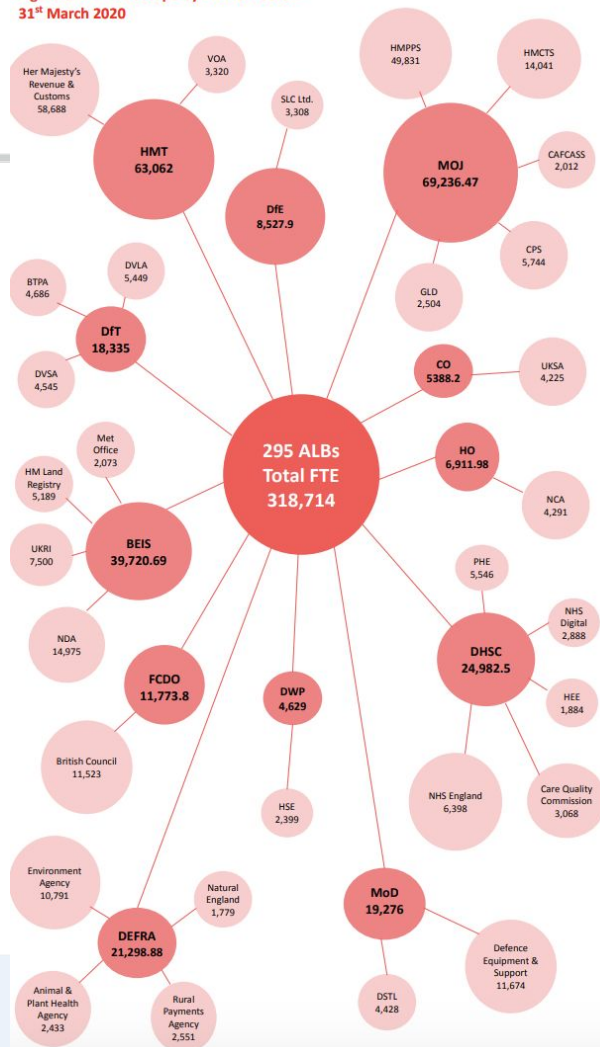 31st March 2020
Her Majesty's
Revenue &
Customs
58,688
VOA
3,320
HMT
63,062
SLC Ltd.
3,308
DfE
8,527.9
HMPPS
49,831
HMCTS
14,041
MOJ
69,236.47
CAFCASS
2,012
CPS
5,744
GLD
2,504
BTPA
4,686
DVLA
5,449
DfT
18,335
DVSA
4,545
CO
5388.2
UKSA
4,225
295 ALBs
Total FTE
318,714
HO
6,911.98
NCA
4,291
Met
Office
2,073
HM Land
Registry
5,189
UKRI
7,500
BEIS
39,720.69
NDA
14,975
PHE
5,546
NHS
Digital
2,888
DHSC
24,982.5
HEE
1,884
NHS England
6,398
Care Quality
Commission
3,068
FCDO
11,773.8
British Council
11,523
DWP
4,629
HSE
2,399
Environment
Agency
10,791
Natural
England
1,779
DEFRA
21,298.88
Animal &
Plant Health
Agency
2,433
Rural
Payments
Agency
2,551
MoD
19,276
Defence
Equipment &
Support
11,674
DSTL
4,428